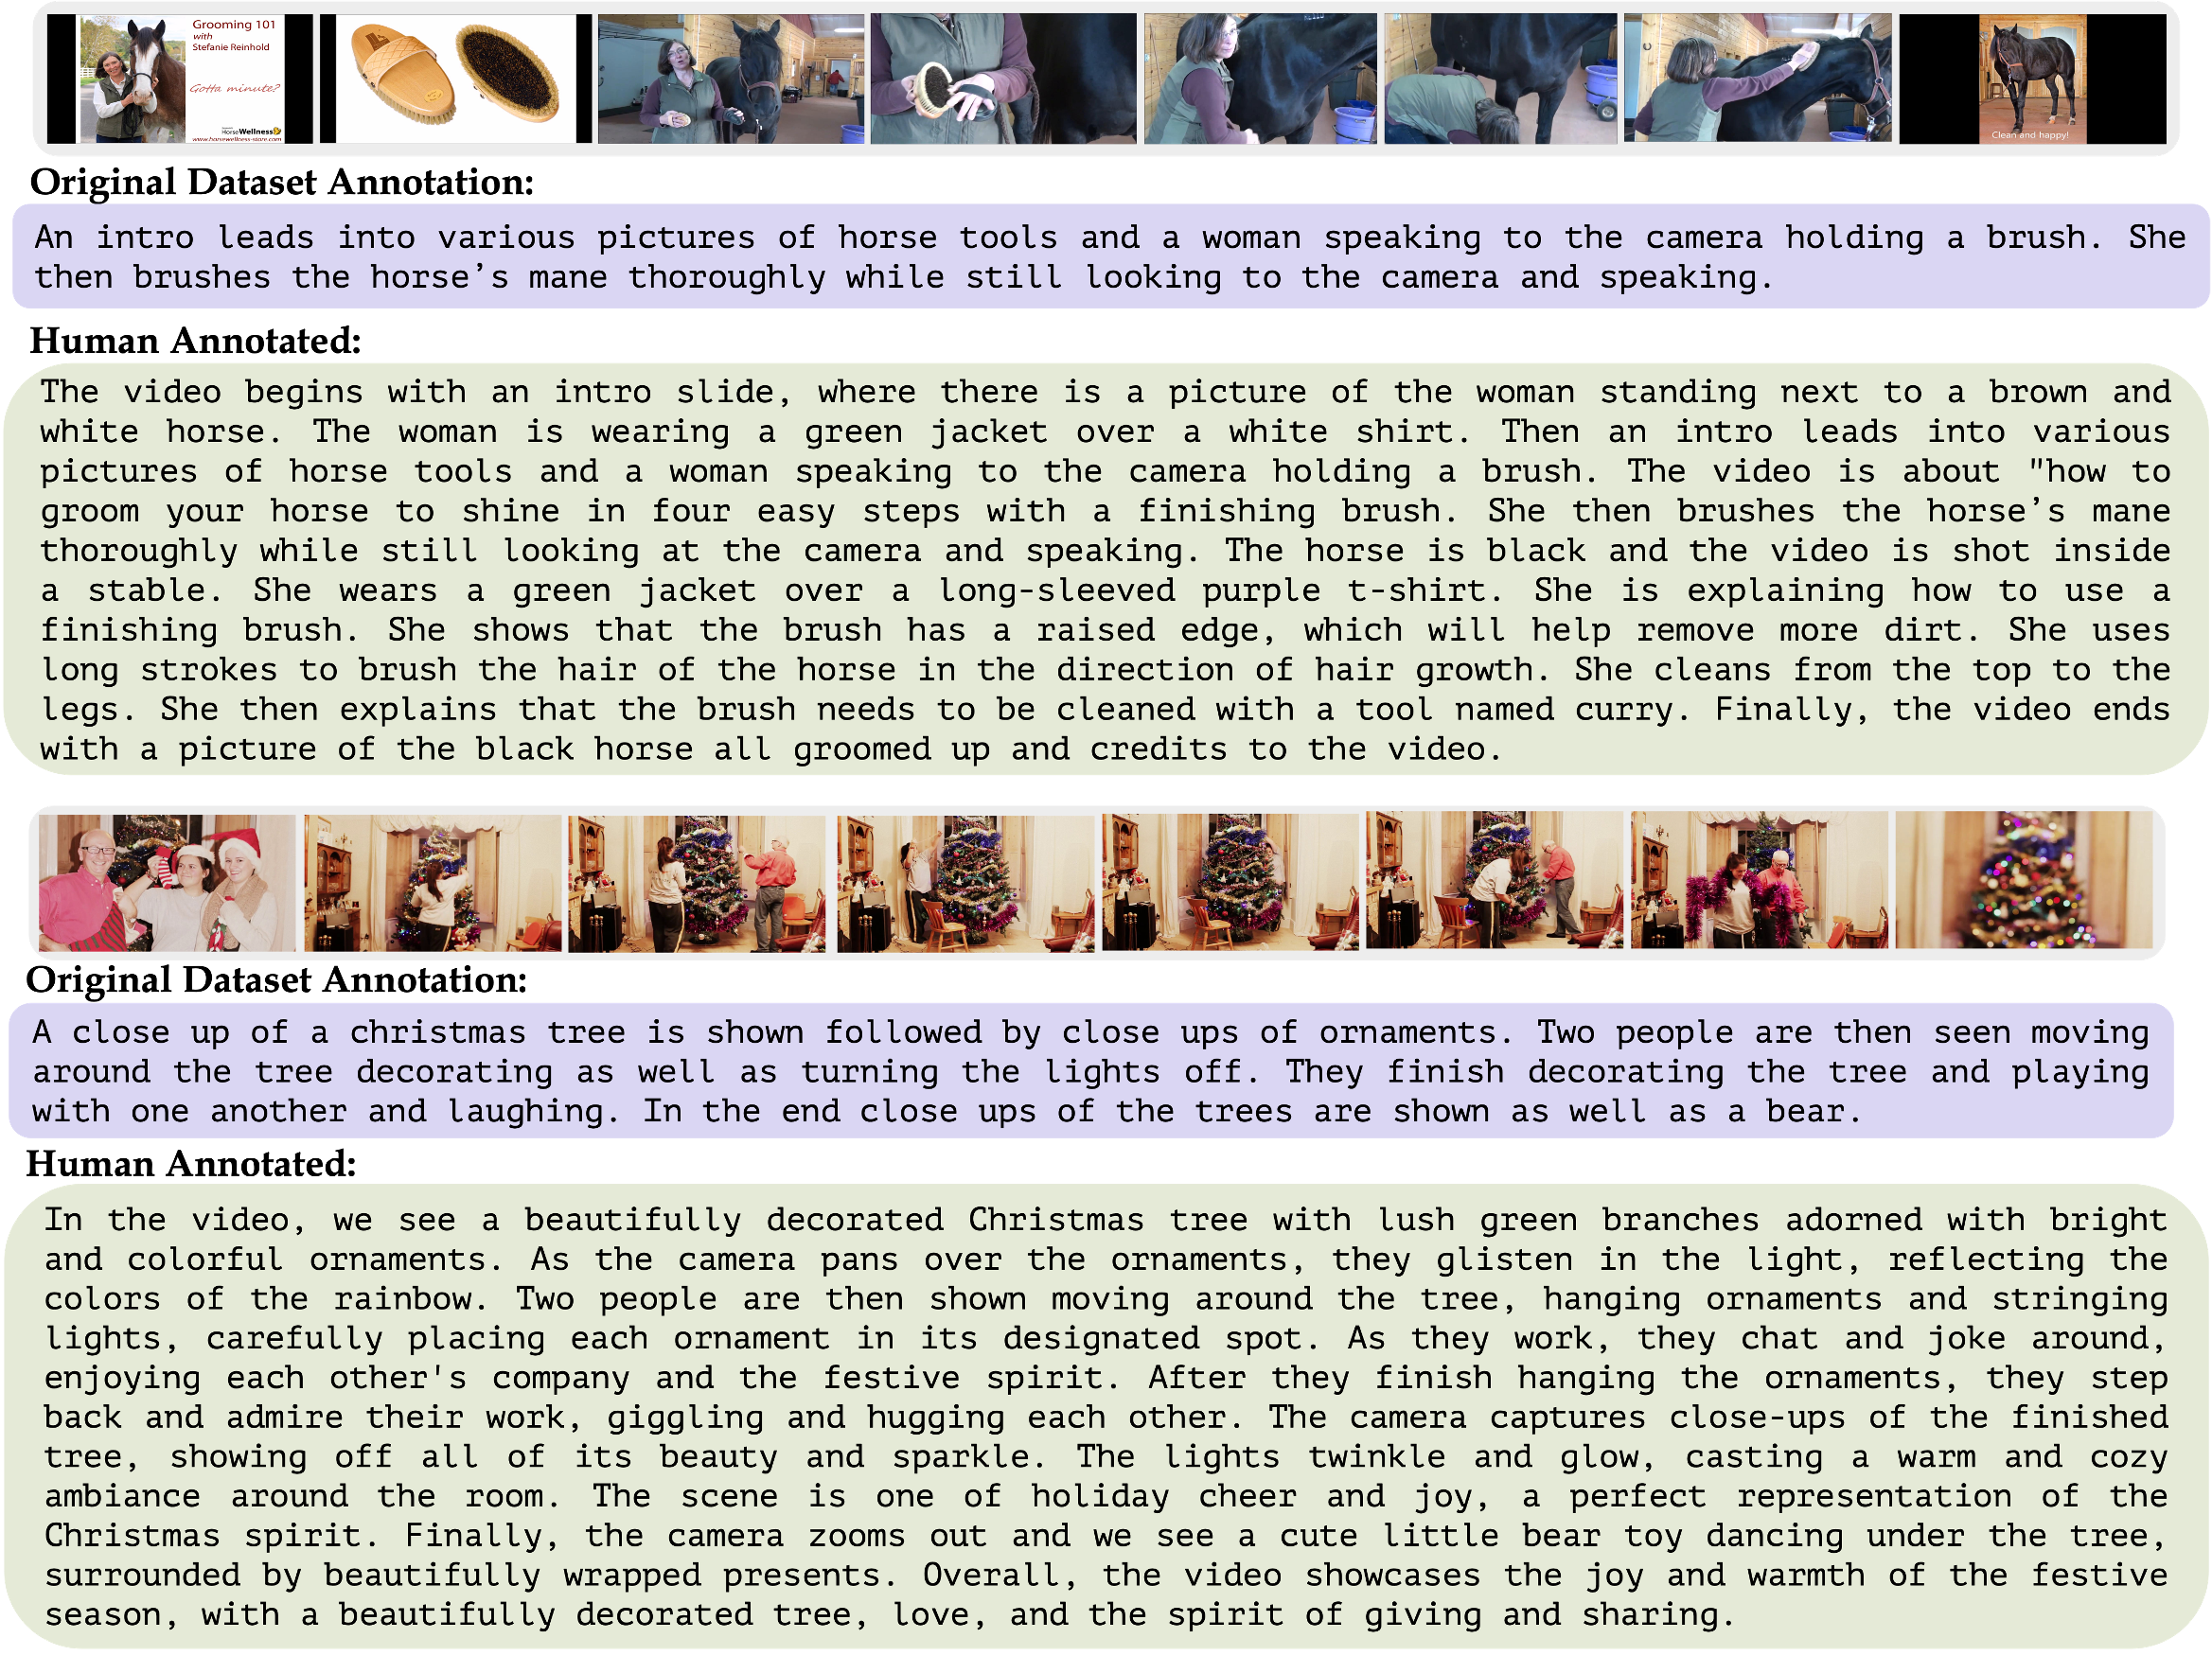 Grooming 101
with
Stefanie Reinhold
Gotta minute?
HorseWellness
www.horsewellness-store.com
Clean and happy!
Original Dataset Annotation:
An intro leads into various pictures of horse tools and a woman speaking to the camera holding a brush. She
then brushes the horse’s mane thoroughly while still looking to the camera and speaking.
Human Annotated:
The video begins with an intro slide, where there is a picture of the woman standing next to a brown and
white horse. The woman is wearing a green jacket over a white shirt. Then an intro leads into various
pictures of horse tools and a woman speaking to the camera holding a brush. The video is about "how to
groom your horse to shine in four easy steps with a finishing brush. She then brushes the horse’s mane
thoroughly while still looking at the camera and speaking. The horse is black and the video is shot inside
a stable. She wears a green jacket over a long-sleeved purple t-shirt. She is explaining how to use a
finishing brush. She shows that the brush has a raised edge, which will help remove more dirt. She uses
long strokes to brush the hair of the horse in the direction of hair growth. She cleans from the top to the
legs. She then explains that the brush needs to be cleaned with a tool named curry. Finally, the video ends
with a picture of the black horse all groomed up and credits to the video.
Original Dataset Annotation:
A close up of a christmas tree is shown followed by close ups of ornaments. Two people are then seen moving
around the tree decorating as well as turning the lights off. They finish decorating the tree and playing
with one another and laughing. In the end close ups of the trees are shown as well as a bear.
Human Annotated:
In the video, we see a beautifully decorated Christmas tree with lush green branches adorned with bright
and colorful ornaments. As the camera pans over the ornaments, they glisten in the light, reflecting the
colors of the rainbow. Two people are then shown moving around the tree, hanging ornaments and stringing
lights, carefully placing each ornament in its designated spot. As they work, they chat and joke around,
enjoying each other's company and the festive spirit. After they finish hanging the ornaments, they step
back and admire their work, giggling and hugging each other. The camera captures close-ups of the finished
tree, showing off all of its beauty and sparkle. The lights twinkle and glow, casting a warm and cozy
ambiance around the room. The scene is one of holiday cheer and joy, a perfect representation of the
Christmas spirit. Finally, the camera zooms out and we see a cute little bear toy dancing under the tree,
surrounded by beautifully wrapped presents. Overall, the video showcases the joy and warmth of the festive
season, with a beautifully decorated tree, love, and the spirit of giving and sharing.